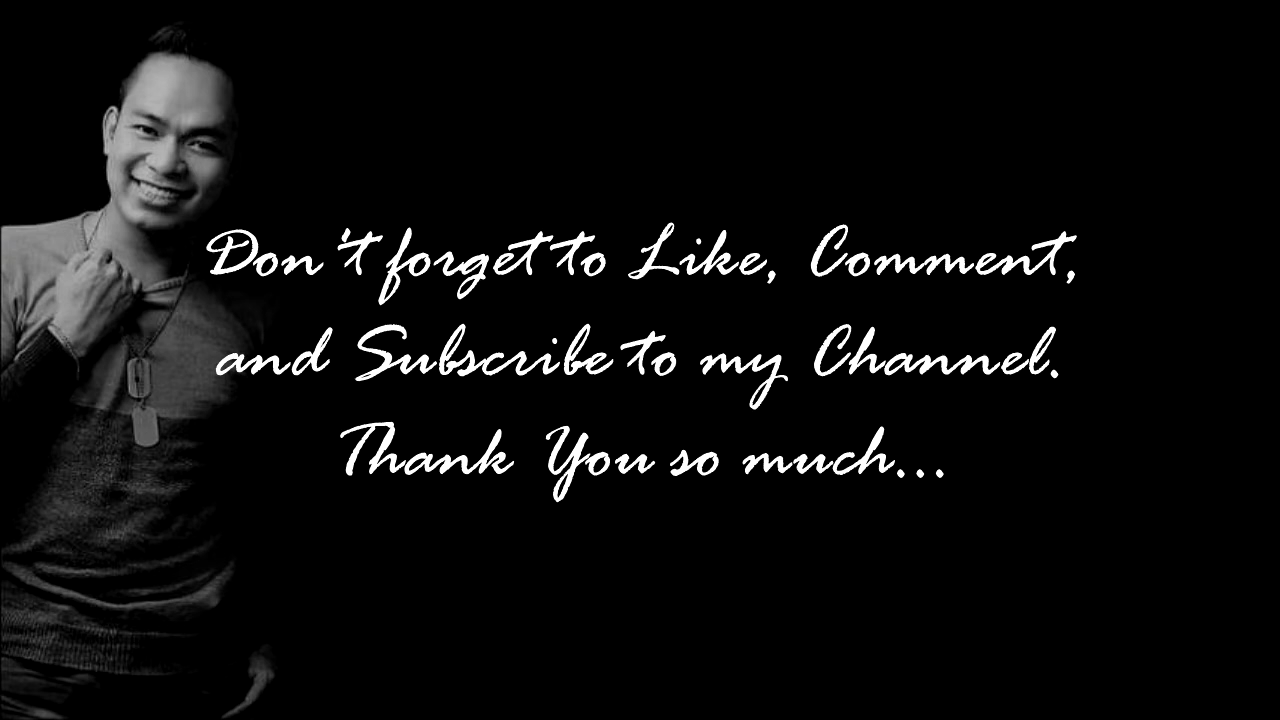 Don't forget to Like, Comment,
and Subscribe to my Channel.
Thank You so much...